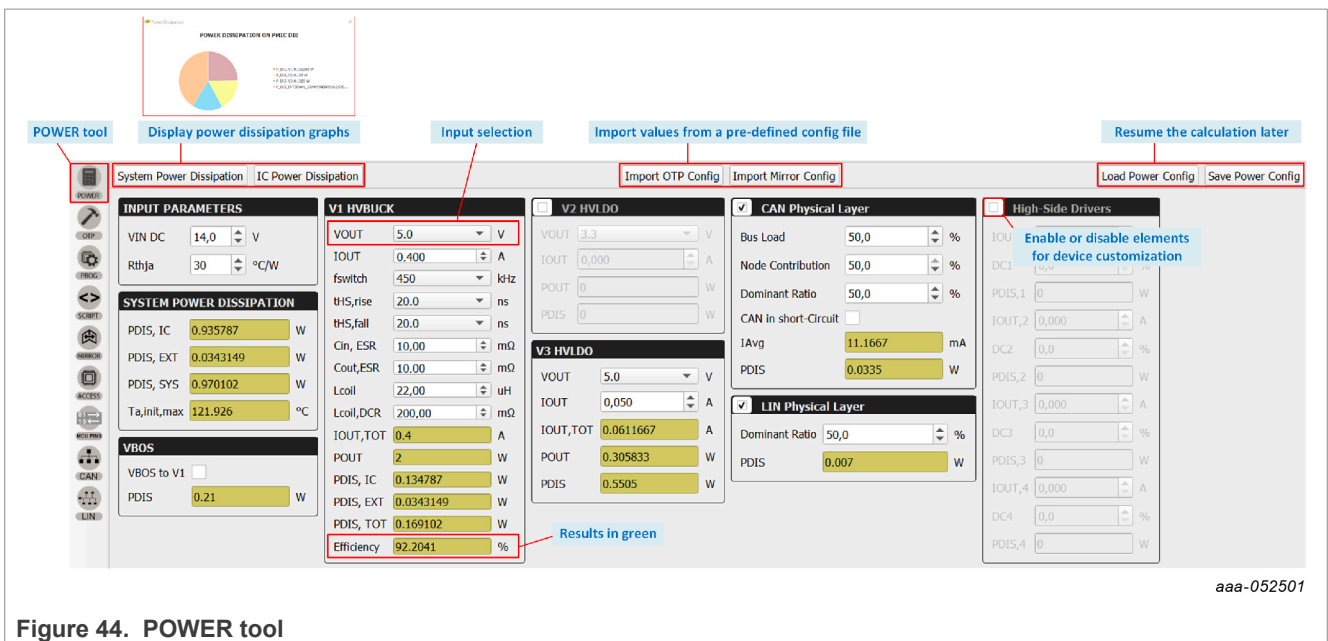 Power Dissipation
POWER DISSIPATION ON PMIC DIE
POWER tool
Display power dissipation graphs
Input selection
Import values from a pre-defined config file
Resume the calculation later
System Power Dissipation
IC Power Dissipation
Import OTP Config
Import Mirror Config
Load Power Config
Save Power Config
POWER
OTP
PROG
SCRIPT
MIRROR
ACCESS
MCU PINS
CAN
LIN
INPUT PARAMETERS
VIN DC 14,0 V
Rthja 30 °C/W
SYSTEM POWER DISSIPATION
PDIS, IC 0.935787 W
PDIS, EXT 0.0343149 W
PDIS, SYS 0.970102 W
Ta,init,max 121.926 °C
VBOS
VBOS to V1
PDIS 0.21 W
V1 HVBUCK
VOUT 5.0 V
IOUT 0,400 A
fswitch 450 kHz
tHS,rise 20.0 ns
tHS,fall 20.0 ns
Cin, ESR 10,00 mΩ
Cout,ESR 10,00 mΩ
Lcoil 22,00 uH
Lcoil,DCR 200,00 mΩ
IOUT,TOT 0.4 A
POUT 2 W
PDIS, IC 0.134787 W
PDIS, EXT 0.0343149 W
PDIS, TOT 0.169102 W
Efficiency 92.2041 %
Results in green
V2 HVLDO
VOUT 3.3 V
IOUT 0,000 A
POUT 0 W
PDIS 0 W
V3 HVLDO
VOUT 5.0 V
IOUT 0,050 A
IOUT,TOT 0.0611667 A
POUT 0.305833 W
PDIS 0.5505 W
CAN Physical Layer
Bus Load 50,0 %
Node Contribution 50,0 %
Dominant Ratio 50,0 %
CAN in short-Circuit
IAvg 11.1667 mA
PDIS 0.0335 W
LIN Physical Layer
Dominant Ratio 50,0 %
PDIS 0.007 W
High-Side Drivers
Enable or disable elements
for device customization
IOU
DC1 0,0 %
PDIS,1 0 W
IOUT,2 0,000 A
DC2 0,0 %
PDIS,2 0 W
IOUT,3 0,000 A
DC3 0,0 %
PDIS,3 0 W
IOUT,4 0,000 A
DC4 0,0 %
PDIS,4 0 W
aaa-052501
Figure 44. POWER tool